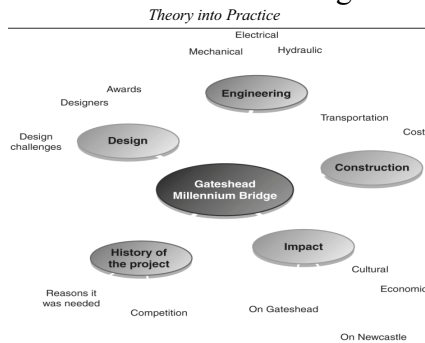 Theory into Practice
Electrical
Mechanical
Hydraulic
Engineering
Awards
Designers
Design
challenges
Design
Transportation
Cost
Construction
Gateshead
Millennium Bridge
History of
the project
Impact
Reasons it
was needed
Competition
Cultural
Economic
On Gateshead
On Newcastle